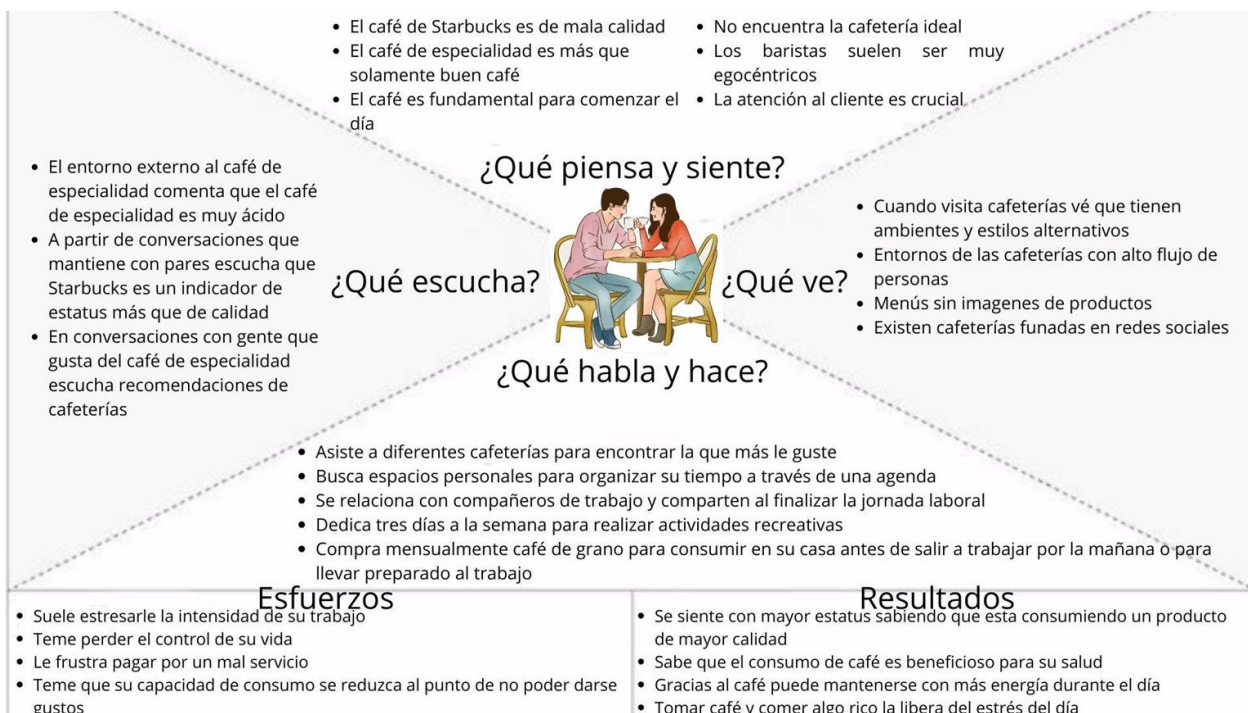 • El café de Starbucks es de mala calidad
• El café de especialidad es más que
solamente buen café
• El café es fundamental para comenzar el
día
• No encuentra la cafetería ideal
• Los baristas suelen ser muy
egocéntricos
• La atención al cliente es crucial
¿Qué piensa y siente?
• El entorno externo al café de
especialidad comenta que el café
de especialidad es muy ácido
• A partir de conversaciones que
mantiene con pares escucha que
Starbucks es un indicador de
estatus más que de calidad
• En conversaciones con gente que
gusta del café de especialidad
escucha recomendaciones de
cafeterías
¿Qué escucha?
¿Qué ve?
• Cuando visita cafeterías vé que tienen
ambientes y estilos alternativos
• Entornos de las cafeterías con alto flujo de
personas
• Menús sin imagenes de productos
• Existen cafeterías funadas en redes sociales
¿Qué habla y hace?
• Asiste a diferentes cafeterías para encontrar la que más le guste
• Busca espacios personales para organizar su tiempo a través de una agenda
• Se relaciona con compañeros de trabajo y comparten al finalizar la jornada laboral
• Dedica tres días a la semana para realizar actividades recreativas
• Compra mensualmente café de grano para consumir en su casa antes de salir a trabajar por la mañana o para
llevar preparado al trabajo
Esfuerzos
• Suele estresarle la intensidad de su trabajo
• Teme perder el control de su vida
• Le frustra pagar por un mal servicio
• Teme que su capacidad de consumo se reduzca al punto de no poder darse
gustos
Resultados
• Se siente con mayor estatus sabiendo que esta consumiendo un producto
de mayor calidad
• Sabe que el consumo de café es beneficioso para su salud
• Gracias al café puede mantenerse con más energía durante el día
• Tomar café y comer algo rico la libera del estrés del día